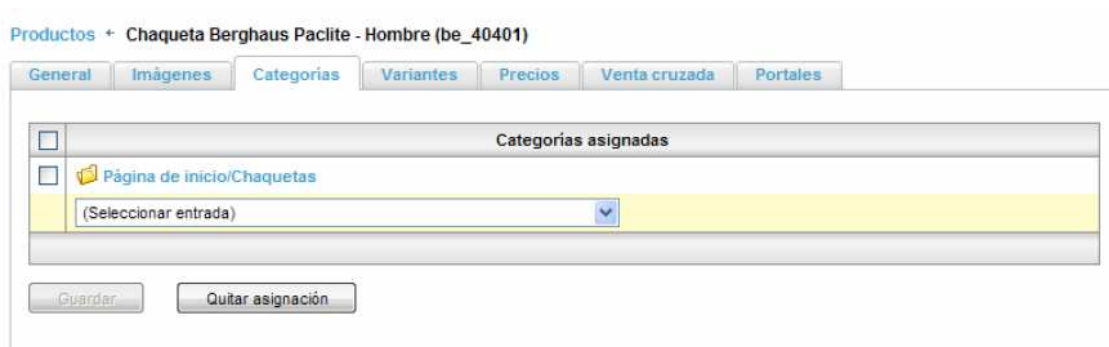 Productos Chaqueta Berghaus Paclite - Hombre (be_40401)
General Imágenes Categorías Variantes Precios Venta cruzada Portales
Categorías asignadas
Página de inicio/Chaquetas
(Seleccionar entrada)
Guardar Quitar asignación